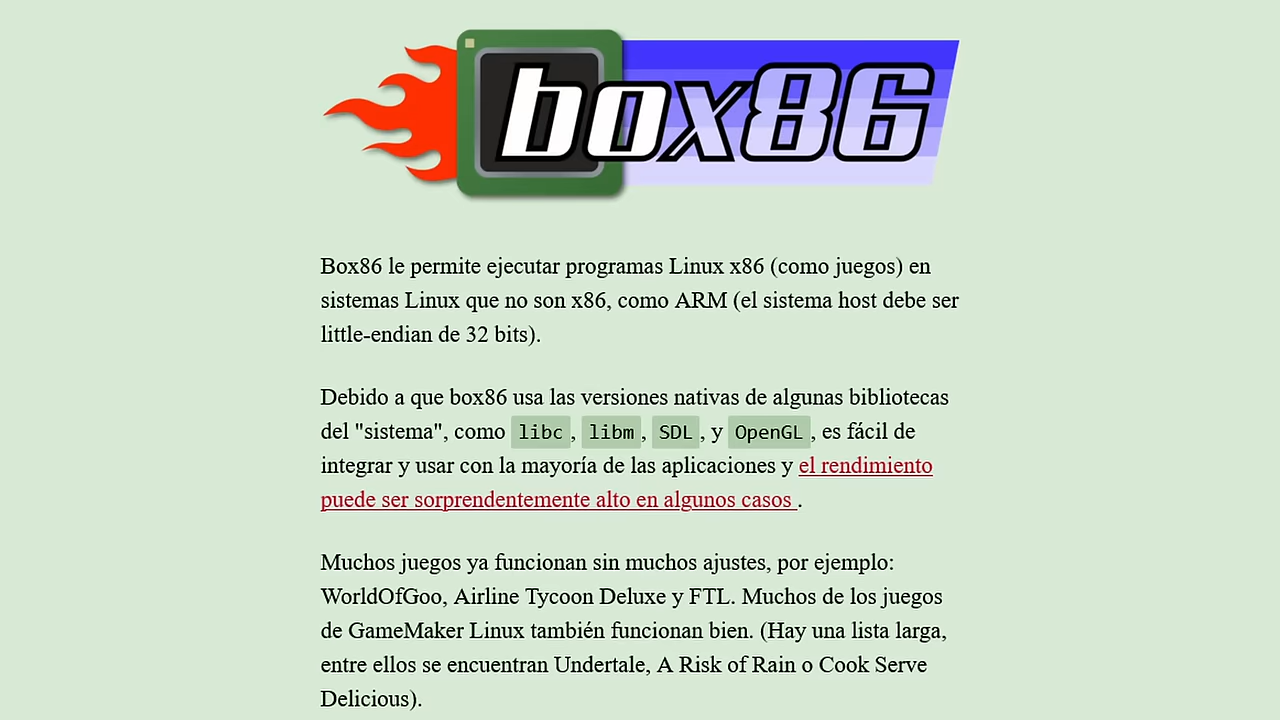 box86
Box86 le permite ejecutar programas Linux x86 (como juegos) en
sistemas Linux que no son x86, como ARM (el sistema host debe ser
little-endian de 32 bits).
Debido a que box86 usa las versiones nativas de algunas bibliotecas
del "sistema", como libc, libm, SDL, y OpenGL, es fácil de
integrar y usar con la mayoría de las aplicaciones y el rendimiento
puede ser sorprendentemente alto en algunos casos .
Muchos juegos ya funcionan sin muchos ajustes, por ejemplo:
WorldOfGoo, Airline Tycoon Deluxe y FTL. Muchos de los juegos
de GameMaker Linux también funcionan bien. (Hay una lista larga,
entre ellos se encuentran Undertale, A Risk of Rain o Cook Serve
Delicious).